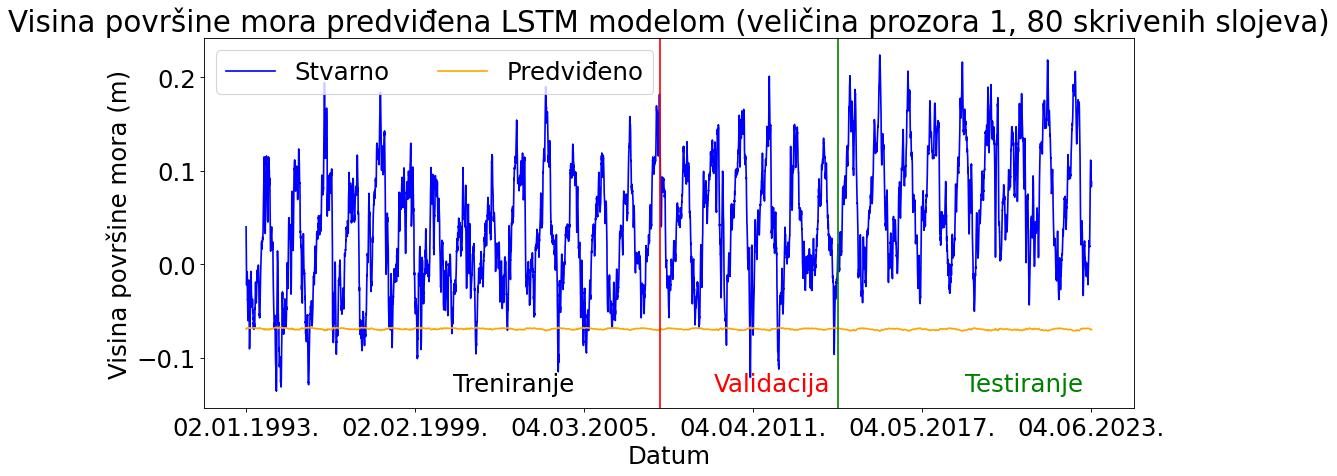 Visina površine mora predviđena LSTM modelom (veličina prozora 1, 80 skrivenih slojeva)
Stvarno
Predviđeno
Visina površine mora (m)
0.2
0.1
0.0
−0.1
Treniranje
Validacija
Testiranje
02.01.1993.
02.02.1999.
04.03.2005.
04.04.2011.
04.05.2017.
04.06.2023.
Datum